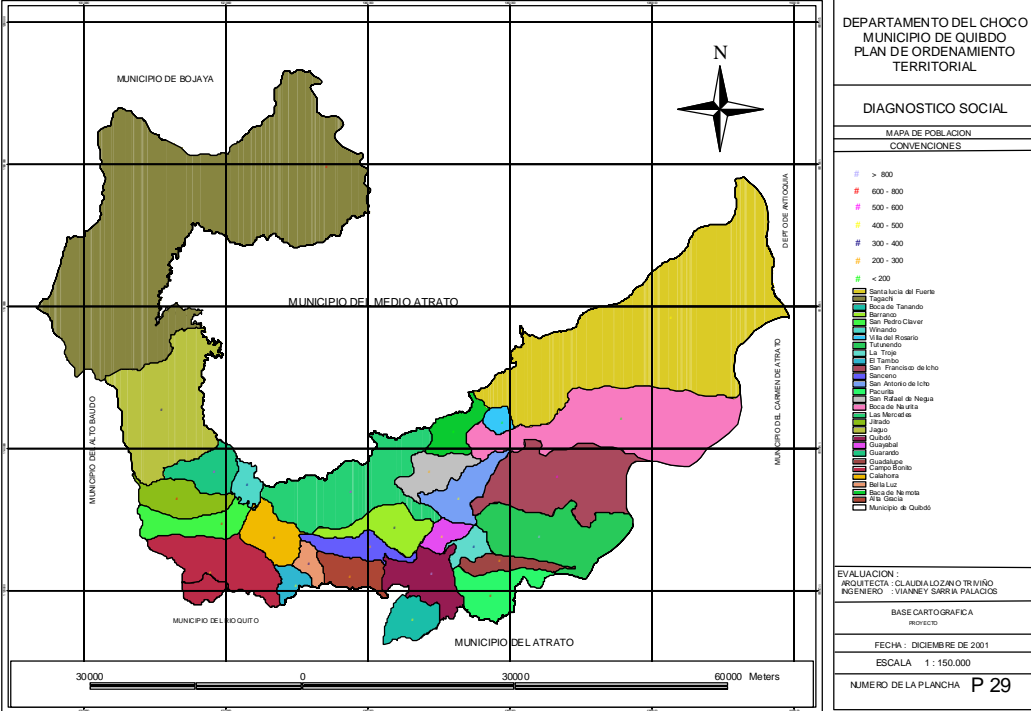 MUNICIPIO DE BOJAYA
N
DEPTO DE ANTIOQUIA
MUNICIPIO DEL MEDIO ATRATO
MUNICIPIO DEL CARMEN DE ATRATO
MUNICIPIO DEL ALTO BAUDO
MUNICIPIO DEL RIO QUITO
MUNICIPIO DEL ATRATO
30000 0 30000 60000 Meters
DEPARTAMENTO DEL CHOCO
MUNICIPIO DE QUIBDO
PLAN DE ORDENAMIENTO
TERRITORIAL
DIAGNOSTICO SOCIAL
MAPA DE POBLACION
CONVENCIONES
# > 800
# 600 - 800
# 500 - 600
# 400 - 500
# 300 - 400
# 200 - 300
# < 200
Santa lucia del Fuerte
Tagachi
Boca de Tanando
Barranco
San Pedro Claver
Winando
Villa del Rosario
Tutunendo
La Troje
El Tambo
San Francisco de Icho
Sanceno
San Antonio de Icho
Pacurita
San Rafael de Negua
Boca de Naurita
Las Mercedes
Jitrado
Jaguo
Quibdó
Guayabal
Guarando
Guadalupe
Campo Bonito
Calahorra
Bella Luz
Baca de Nemota
Alta Gracia
Municipio de Quibdó
EVALUACION :
ARQUITECTA : CLAUDIA LOZANO TRIVIÑO
INGENIERO : VIANNEY SARRIA PALACIOS
BASE CARTOGRAFICA
PROYECTO
FECHA : DICIEMBRE DE 2001
ESCALA 1 : 150.000
NUMERO DE LA PLANCHA P 29